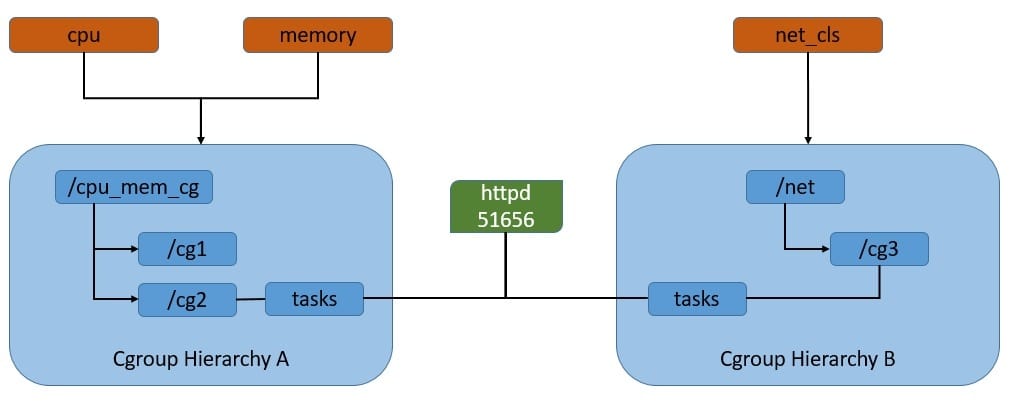 cpu
memory
net_cls
/cpu_mem_cg
/cg1
/cg2
tasks
Cgroup Hierarchy A
httpd
51656
/net
/cg3
tasks
Cgroup Hierarchy B